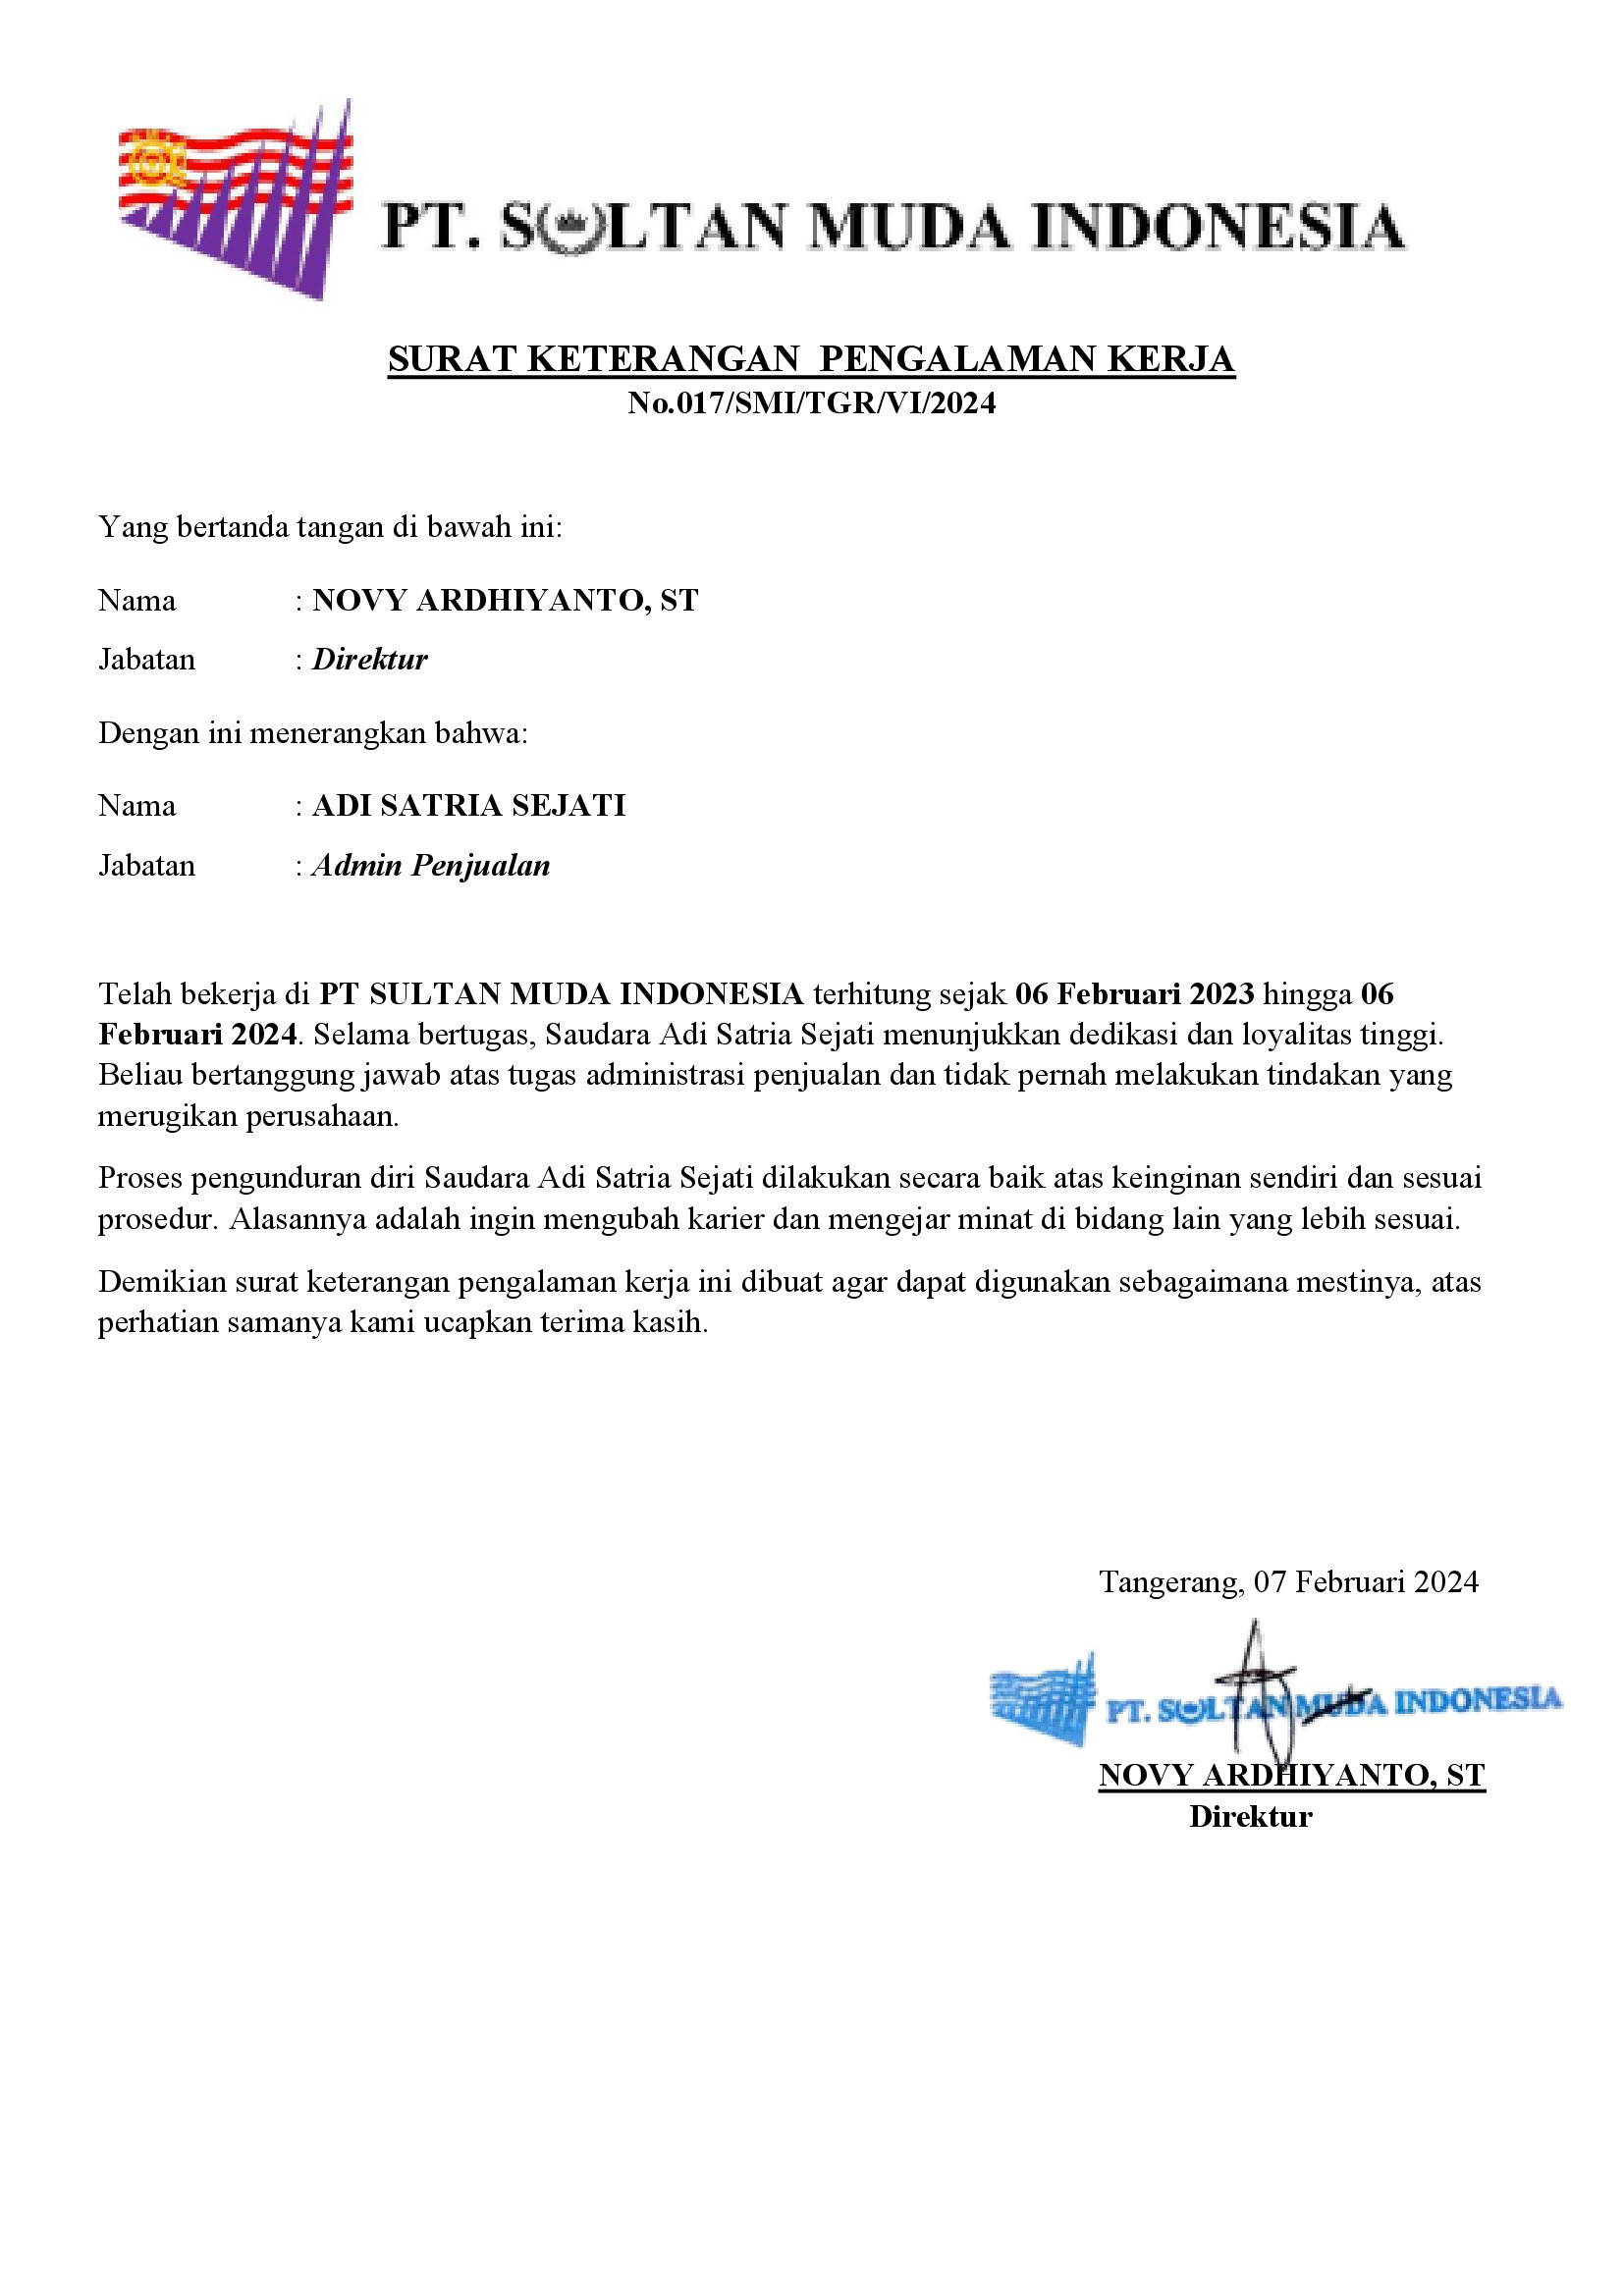 PT. SULTAN MUDA INDONESIA
SURAT KETERANGAN PENGALAMAN KERJA
No.017/SMI/TGR/VI/2024
Yang bertanda tangan di bawah ini:
Nama : NOVY ARDHIYANTO, ST
Jabatan : Direktur
Dengan ini menerangkan bahwa:
Nama : ADI SATRIA SEJATI
Jabatan : Admin Penjualan
Telah bekerja di PT SULTAN MUDA INDONESIA terhitung sejak 06 Februari 2023 hingga 06
Februari 2024. Selama bertugas, Saudara Adi Satria Sejati menunjukkan dedikasi dan loyalitas tinggi.
Beliau bertanggung jawab atas tugas administrasi penjualan dan tidak pernah melakukan tindakan yang
merugikan perusahaan.
Proses pengunduran diri Saudara Adi Satria Sejati dilakukan secara baik atas keinginan sendiri dan sesuai
prosedur. Alasannya adalah ingin mengubah karier dan mengejar minat di bidang lain yang lebih sesuai.
Demikian surat keterangan pengalaman kerja ini dibuat agar dapat digunakan sebagaimana mestinya, atas
perhatian samanya kami ucapkan terima kasih.
Tangerang, 07 Februari 2024
PT. SULTAN MUDA INDONESIA
NOVY ARDHIYANTO, ST
Direktur